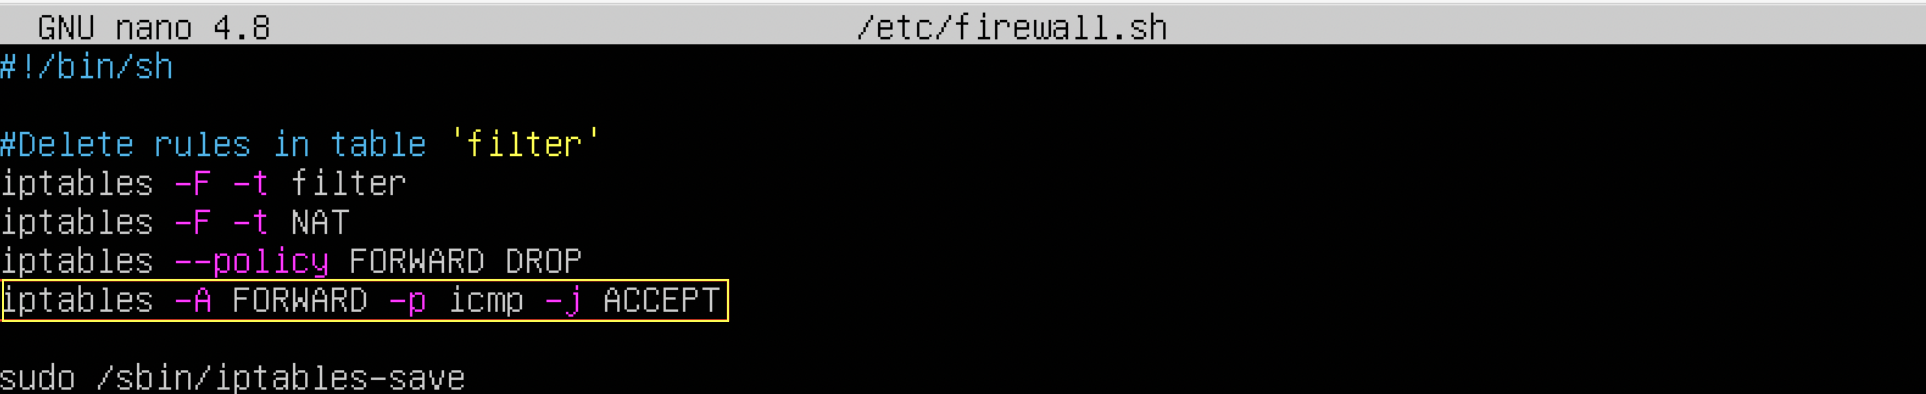 GNU nano 4.8 /etc/firewall.sh
#!/bin/sh
#Delete rules in table 'filter'
iptables -F -t filter
iptables -F -t NAT
iptables --policy FORWARD DROP
iptables -A FORWARD -p icmp -j ACCEPT
sudo /sbin/iptables-save